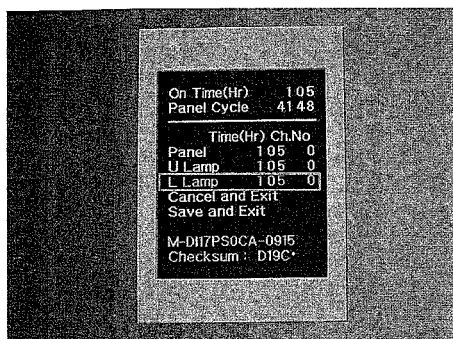 On Time(Hr) 105
Panel Cycle 4148
Time(Hr) Ch.No
Panel 105 0
U Lamp 105 0
L Lamp 105 0
Cancel and Exit
Save and Exit
M-DI17PS0CA-0915
Checksum : D19C